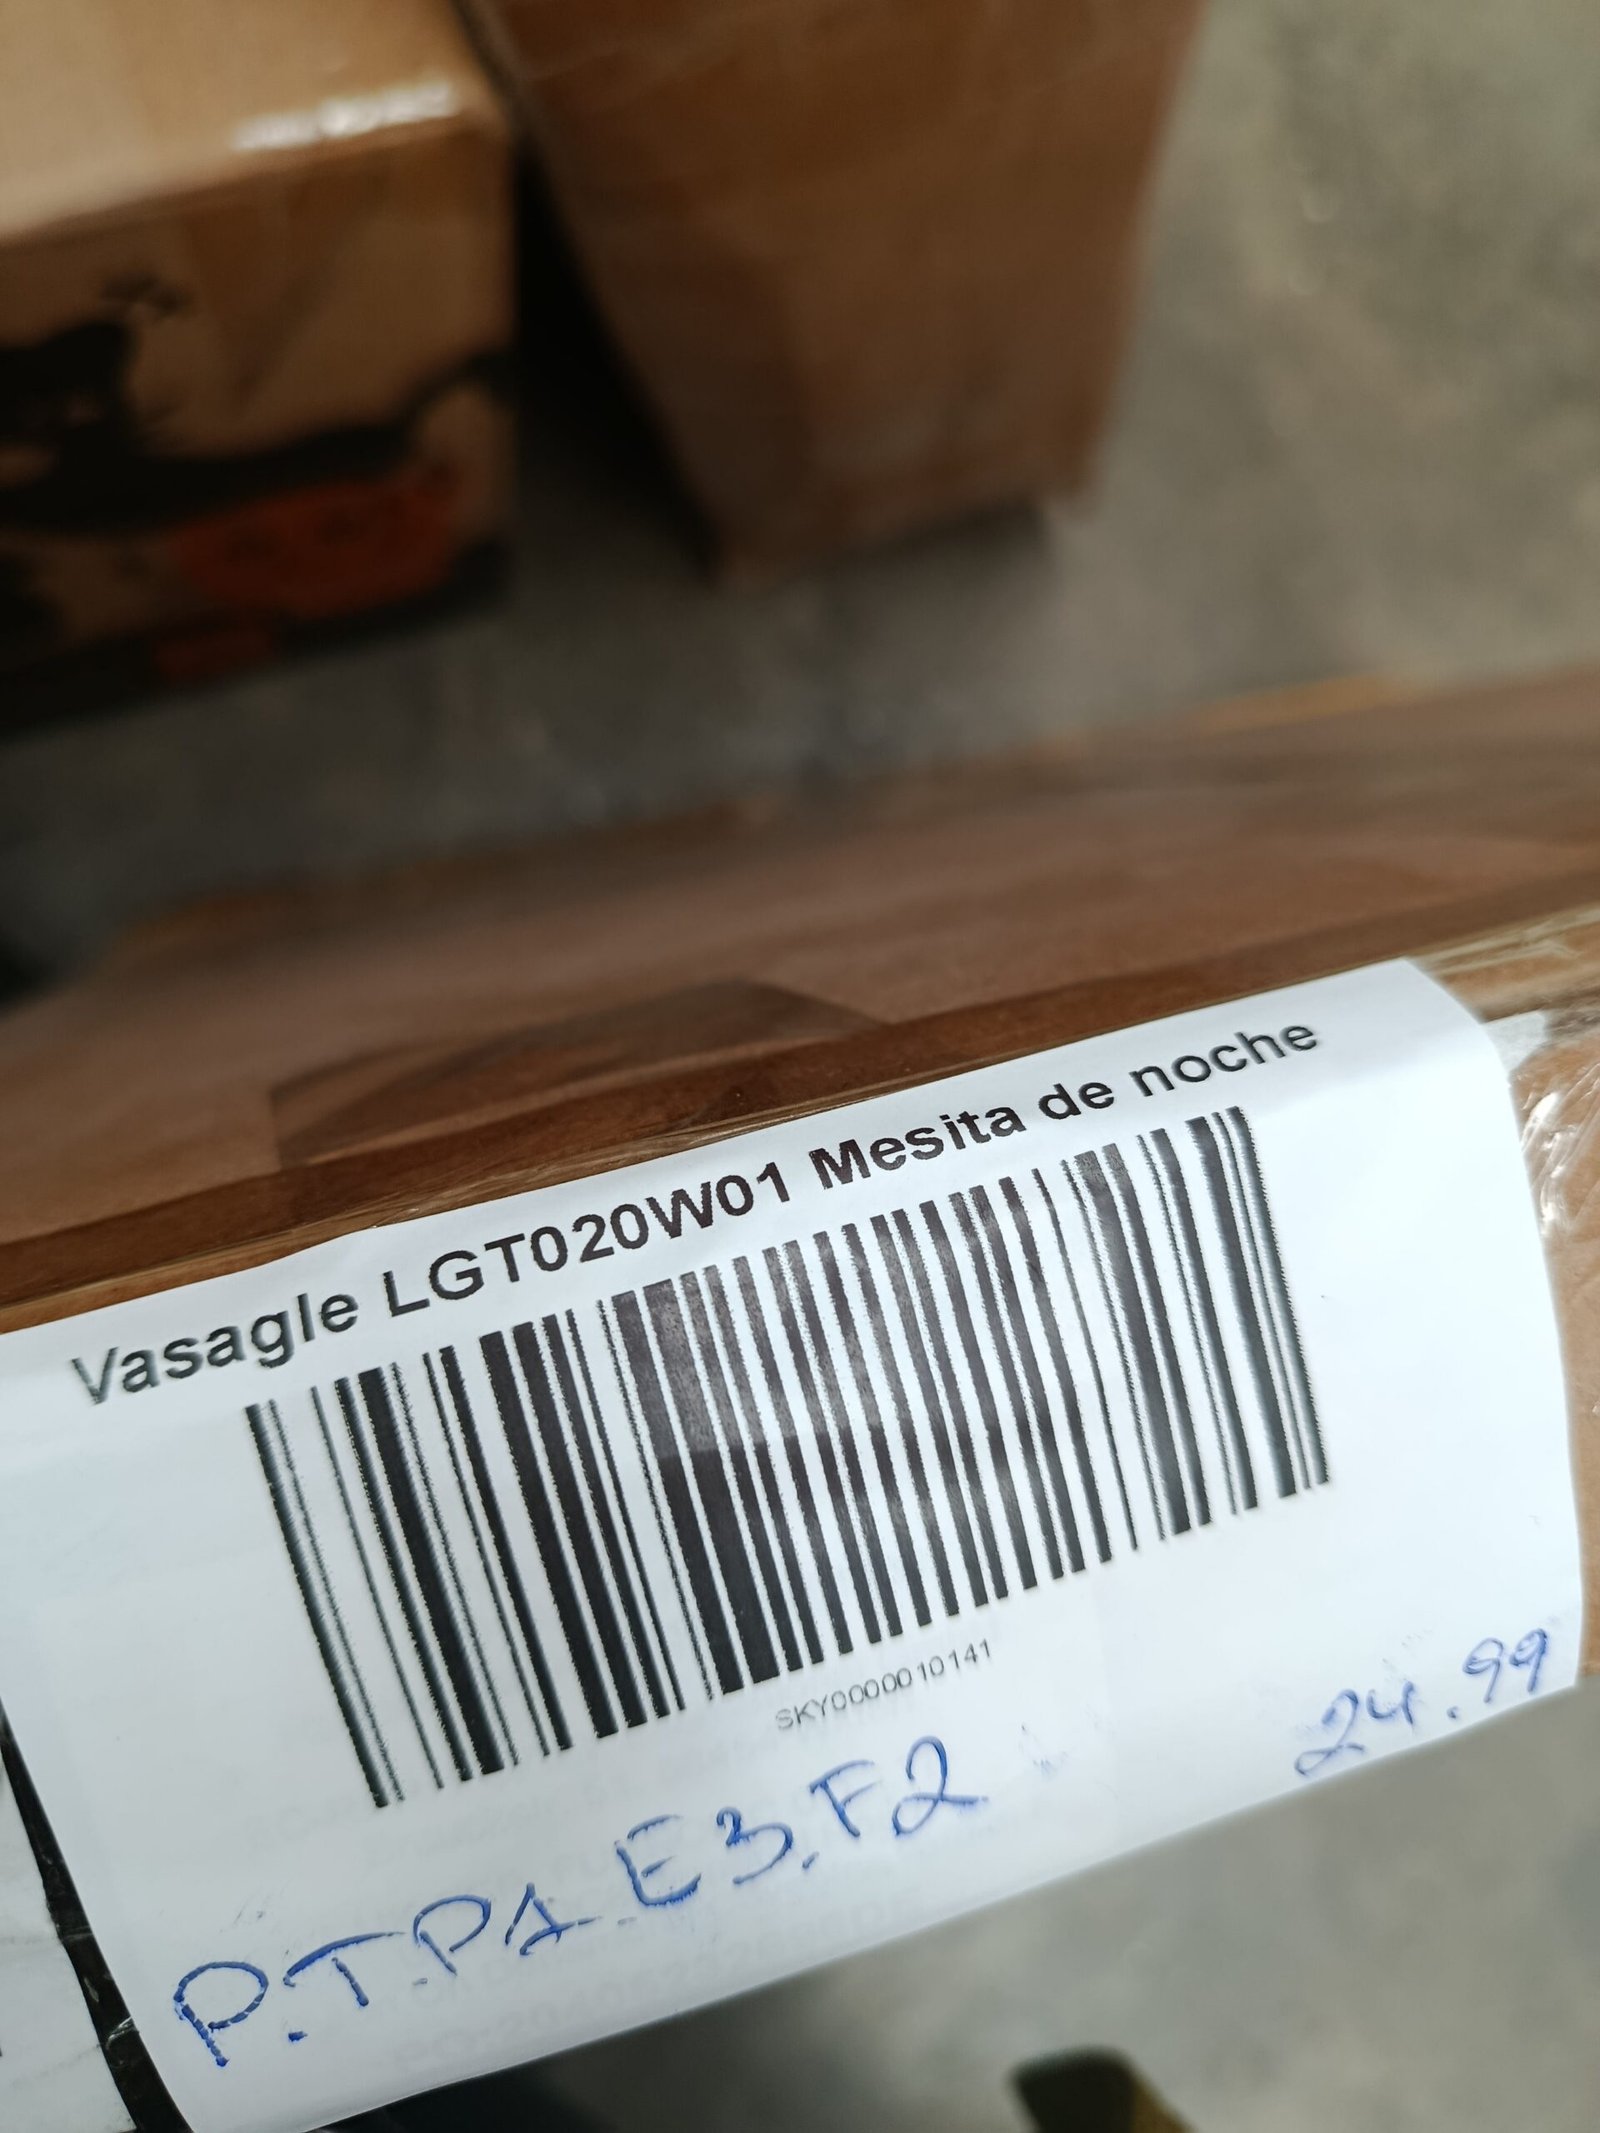 Vasagle LGT020W01 Mesita de noche
SKY0000010141
P.T.P1 E3.F2
24.99